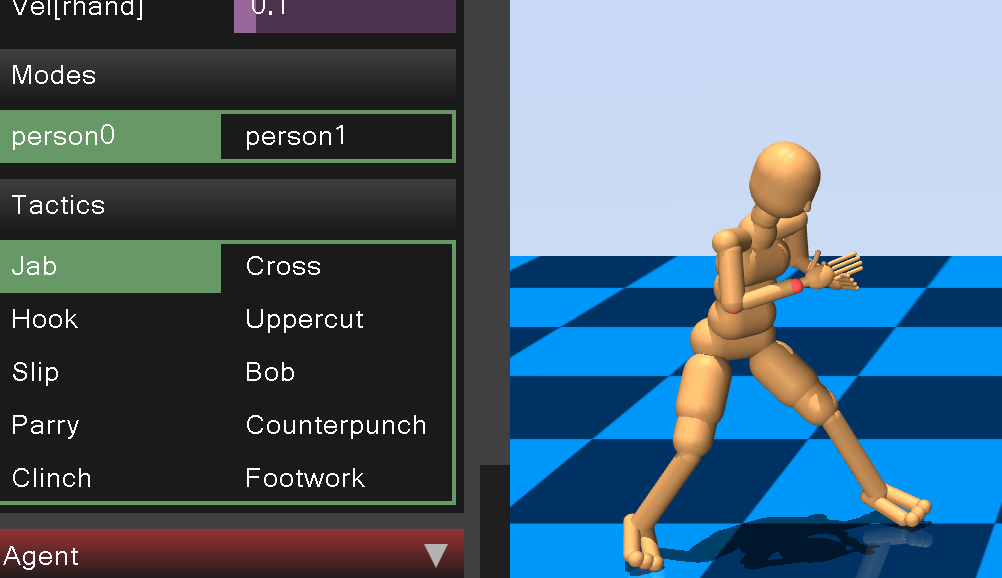 Vel[rhand] 0.1
Modes
person0 person1
Tactics
Jab Cross
Hook Uppercut
Slip Bob
Parry Counterpunch
Clinch Footwork
Agent